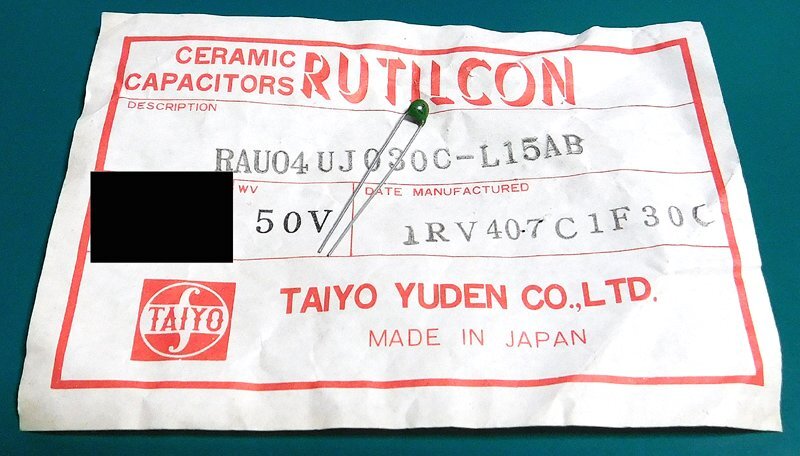 CERAMIC
CAPACITORS RUTILCON
DESCRIPTION
RAU04UJ030C-L15AB
WV DATE MANUFACTURED
50V 1RV407C1F30C
TAIYO TAIYO YUDEN CO.,LTD.
MADE IN JAPAN